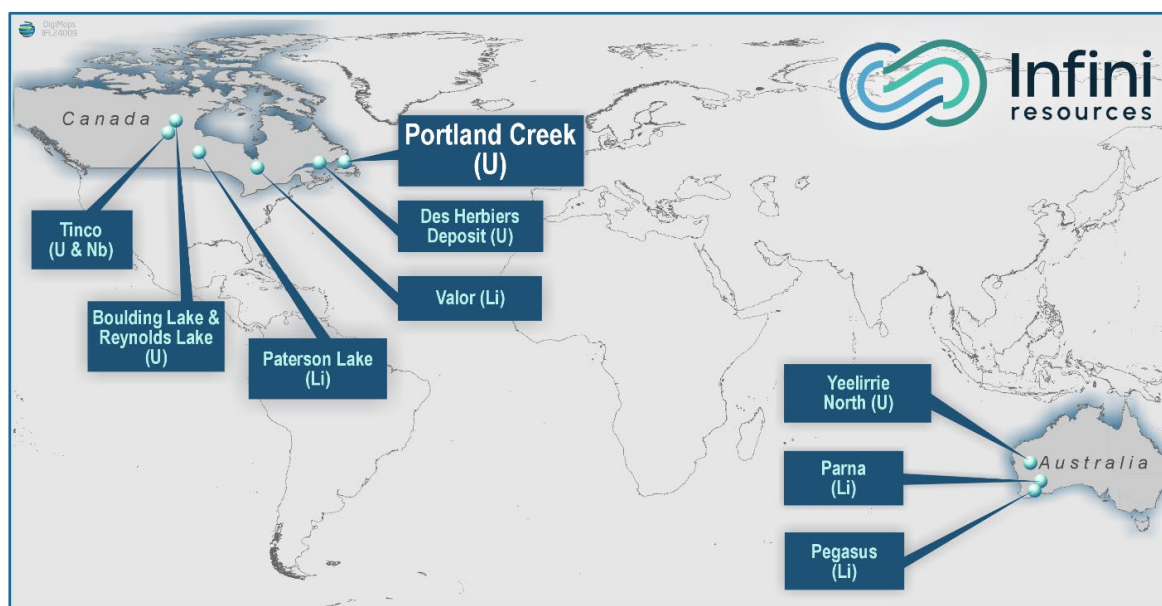 DigiMaps
IFL24009
Infini
resources
Canada
Portland Creek
(U)
Tinco
(U & Nb)
Des Herbiers
Deposit (U)
Valor (Li)
Boulding Lake &
Reynolds Lake
(U)
Paterson Lake
(Li)
Yeelirrie
North (U)
Australia
Parna
(Li)
Pegasus
(Li)